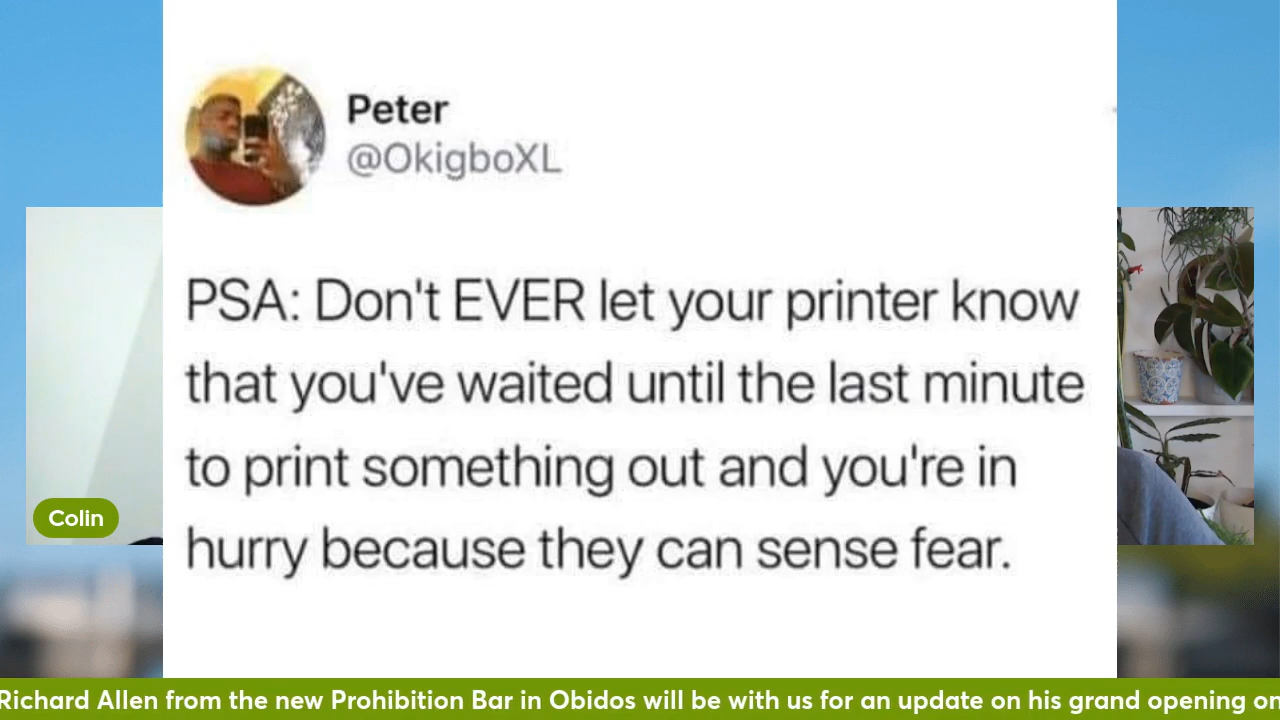 Peter
@OkigboXL
PSA: Don't EVER let your printer know
that you've waited until the last minute
to print something out and you're in
hurry because they can sense fear.
Colin
Richard Allen from the new Prohibition Bar in Obidos will be with us for an update on his grand opening on